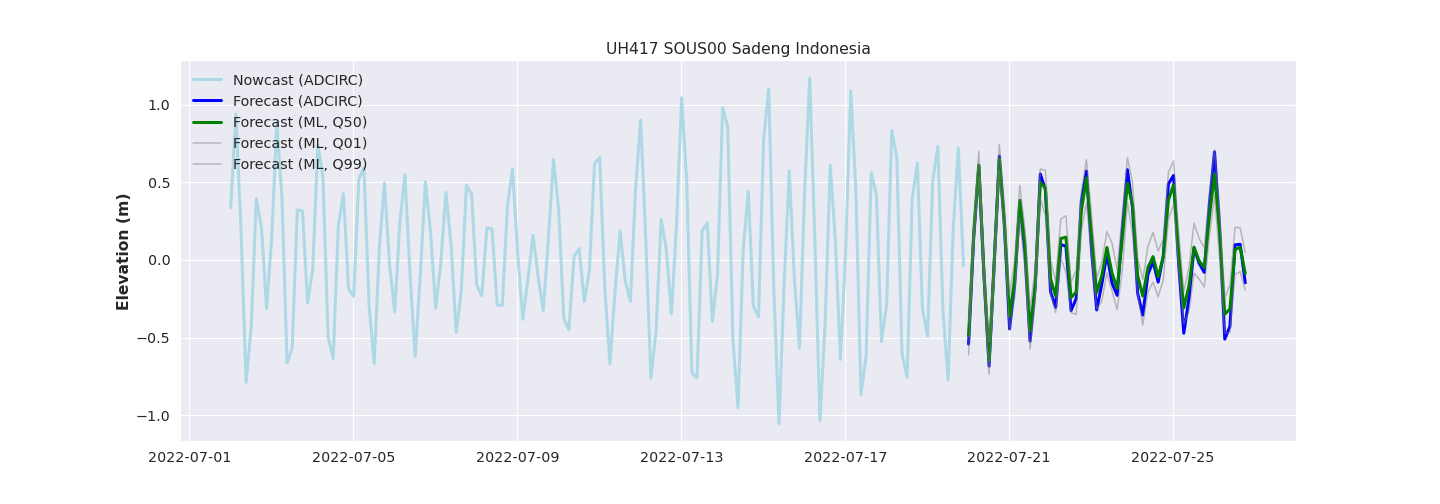 UH417 SOUS00 Sadeng Indonesia
Nowcast (ADCIRC)
Forecast (ADCIRC)
Forecast (ML, Q50)
Forecast (ML, Q01)
Forecast (ML, Q99)
Elevation (m)
1.0
0.5
0.0
−0.5
−1.0
2022-07-01 2022-07-05 2022-07-09 2022-07-13 2022-07-17 2022-07-21 2022-07-25